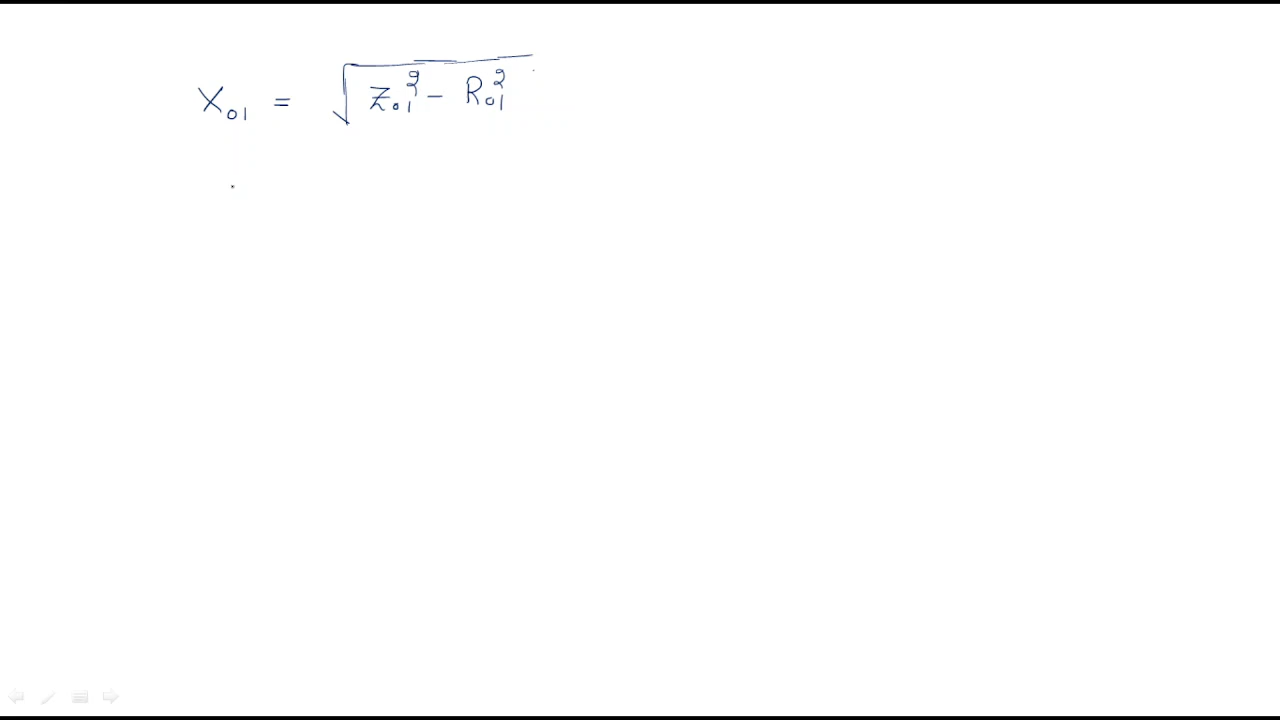 X₀₁ = √(Z₀₁² − R₀₁²)